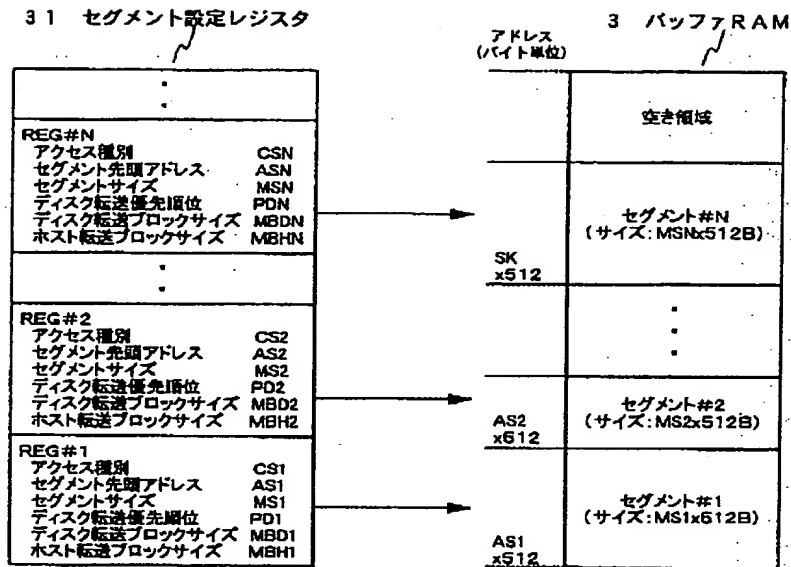 31 セグメント設定レジスタ
REG#N
アクセス種別 CSN
セグメント先頭アドレス ASN
セグメントサイズ MSN
ディスク転送優先順位 PDN
ディスク転送ブロックサイズ MBDN
ホスト転送ブロックサイズ MBHN
REG#2
アクセス種別 CS2
セグメント先頭アドレス AS2
セグメントサイズ MS2
ディスク転送優先順位 PD2
ディスク転送ブロックサイズ MBD2
ホスト転送ブロックサイズ MBH2
REG#1
アクセス種別 CS1
セグメント先頭アドレス AS1
セグメントサイズ MS1
ディスク転送優先順位 PD1
ディスク転送ブロックサイズ MBD1
ホスト転送ブロックサイズ MBH1
3 バッファRAM
アドレス
(バイト単位)
空き領域
セグメント#N
(サイズ:MSNx512B)
SK
x512
セグメント#2
(サイズ:MS2x512B)
AS2
x512
セグメント#1
(サイズ:MS1x512B)
AS1
x512